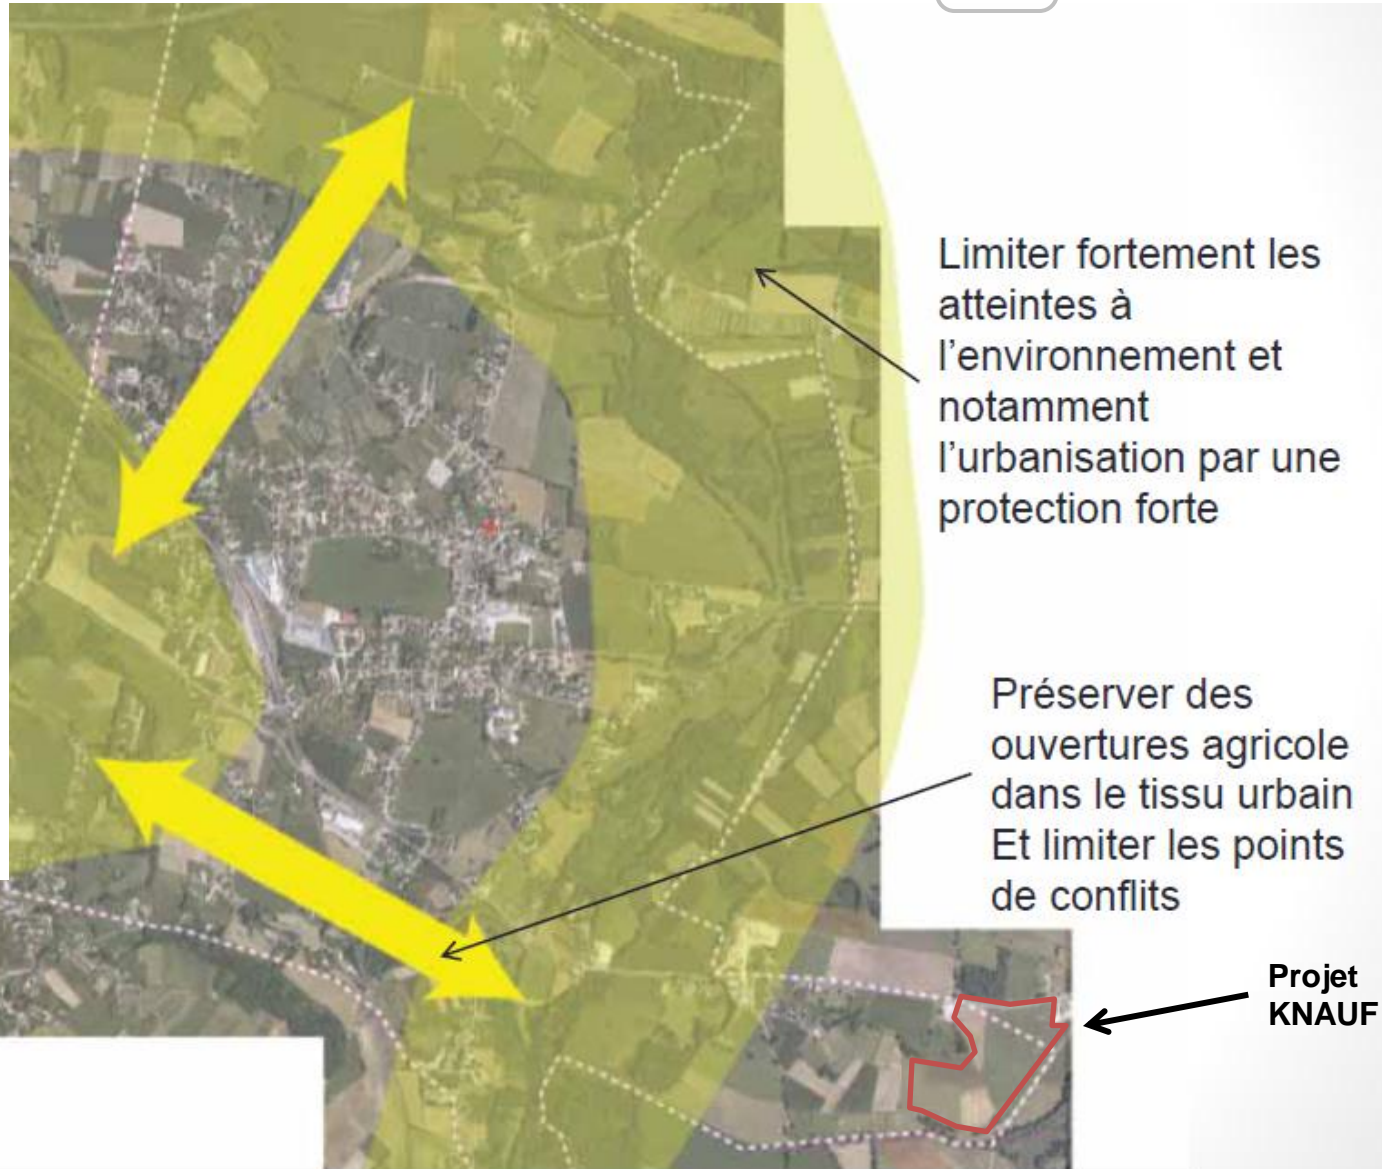 Limiter fortement les
atteintes à
l'environnement et
notamment
l'urbanisation par une
protection forte
Préserver des
ouvertures agricole
dans le tissu urbain
Et limiter les points
de conflits
Projet
KNAUF